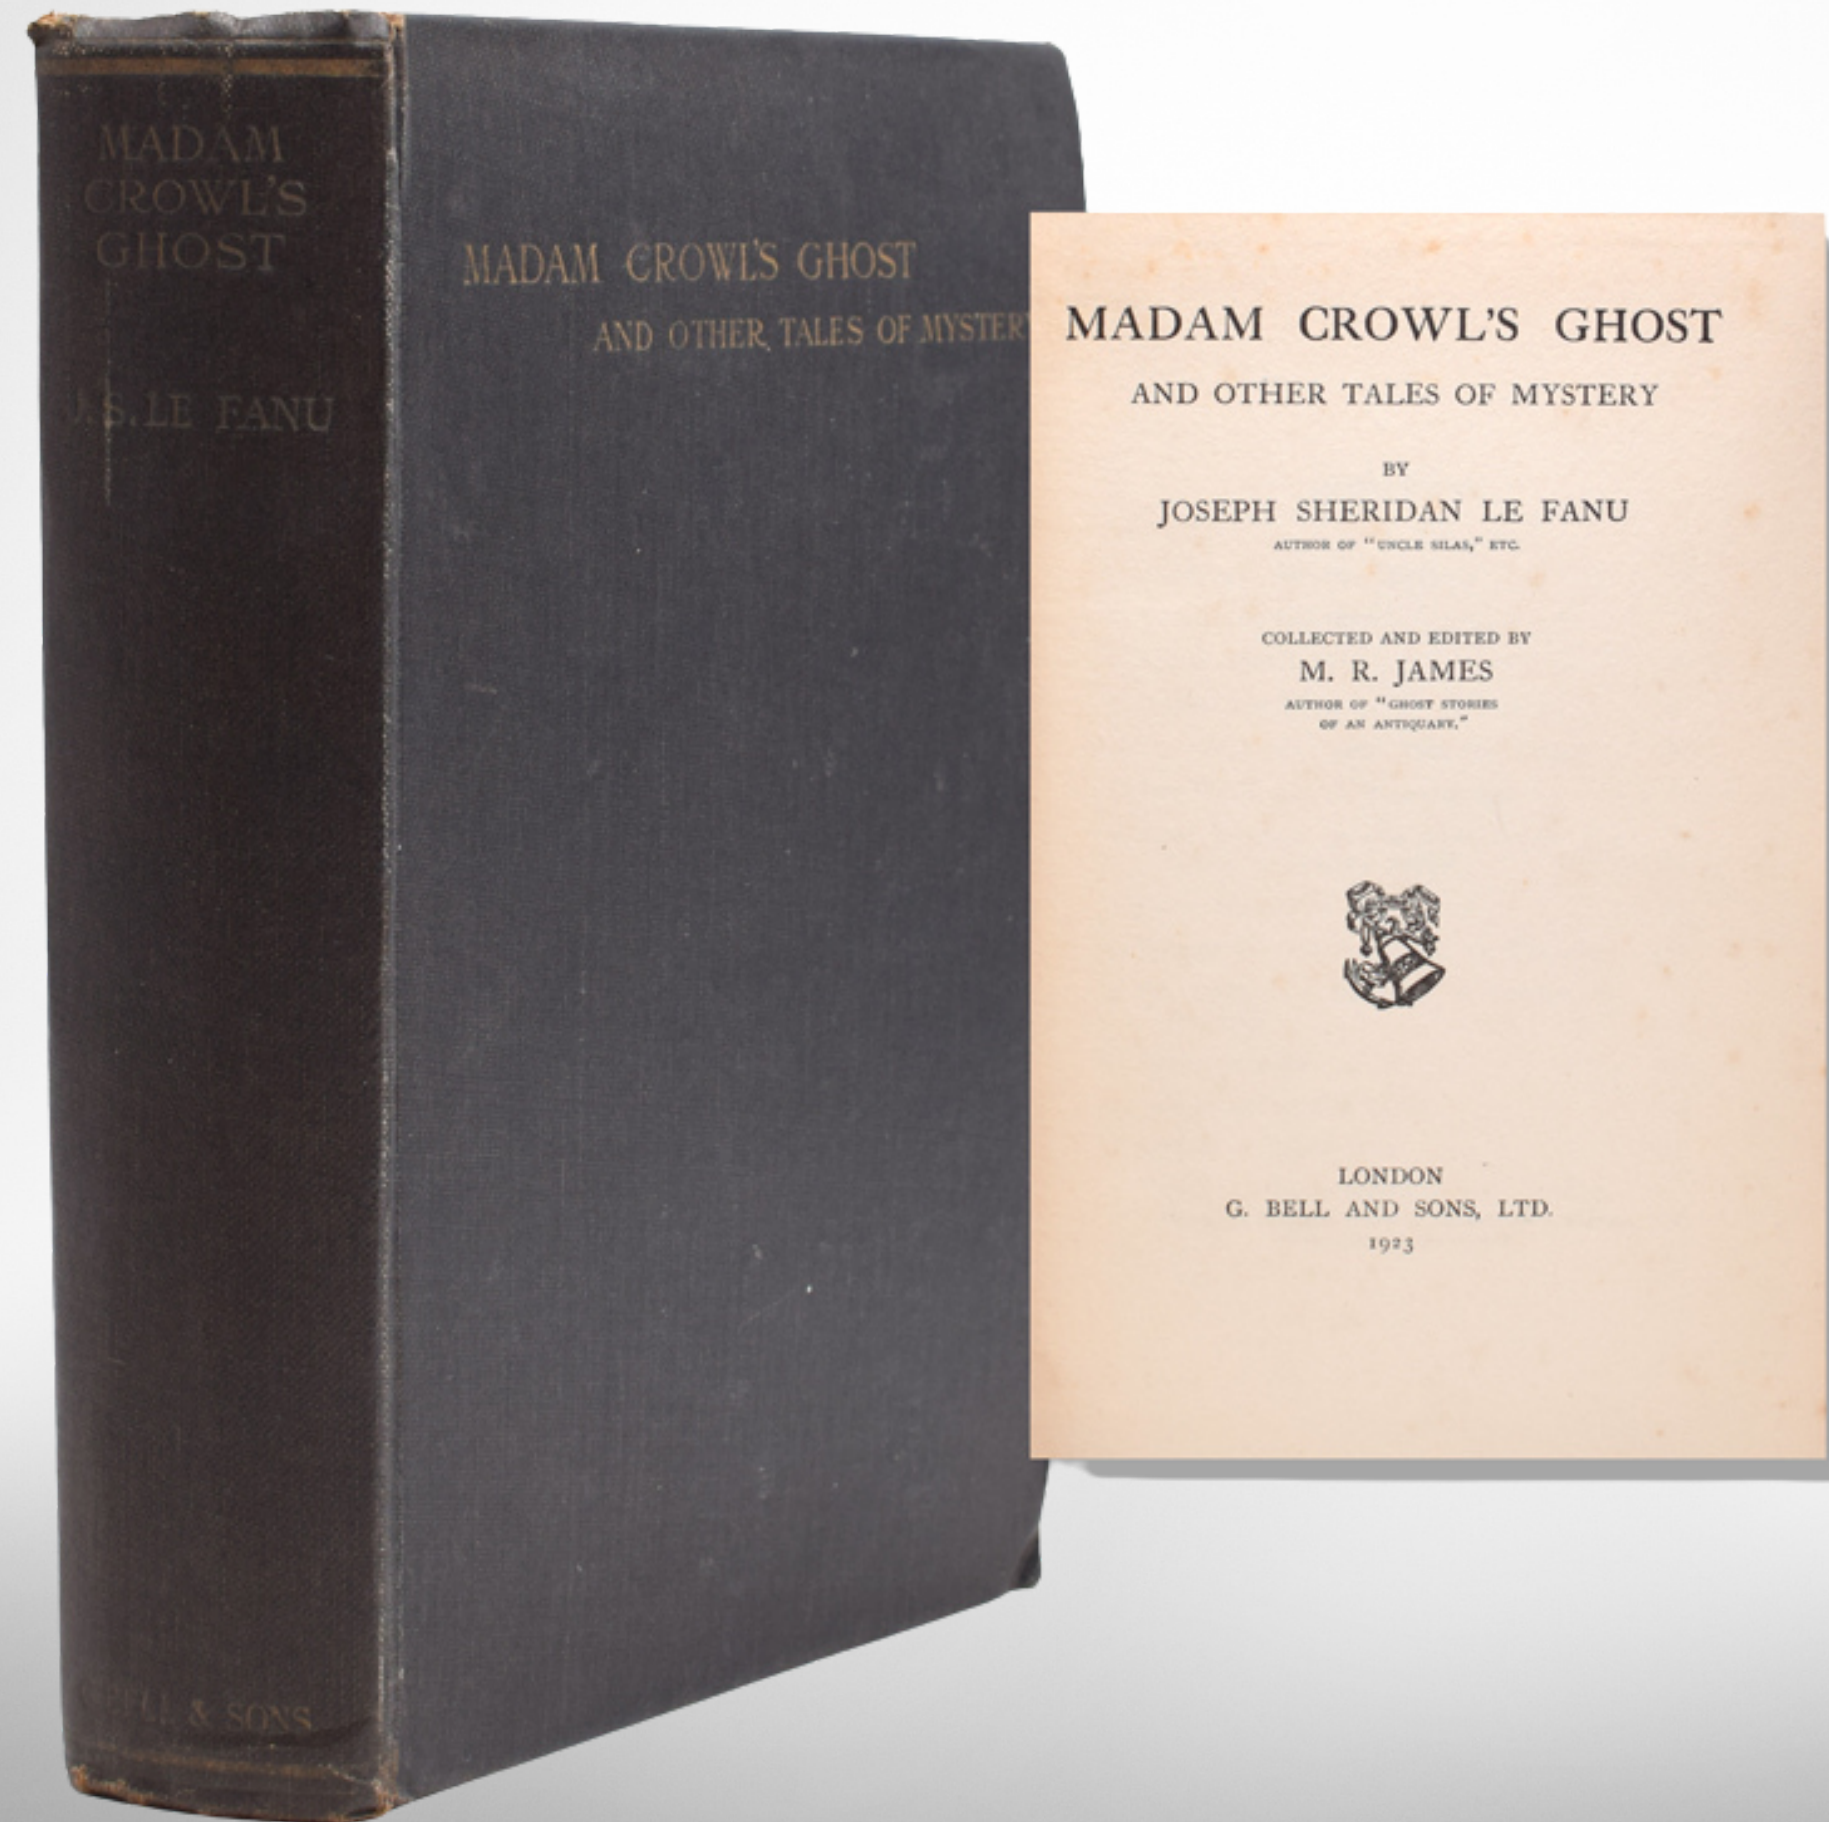 MADAM
CROWL'S
GHOST
J. S. LE FANU
BELL & SONS
MADAM CROWL'S GHOST
AND OTHER TALES OF MYSTER
MADAM CROWL'S GHOST
AND OTHER TALES OF MYSTERY
BY
JOSEPH SHERIDAN LE FANU
AUTHOR OF "UNCLE SILAS," ETC.
COLLECTED AND EDITED BY
M. R. JAMES
AUTHOR OF "GHOST STORIES
OF AN ANTIQUARY."
LONDON
G. BELL AND SONS, LTD.
1923